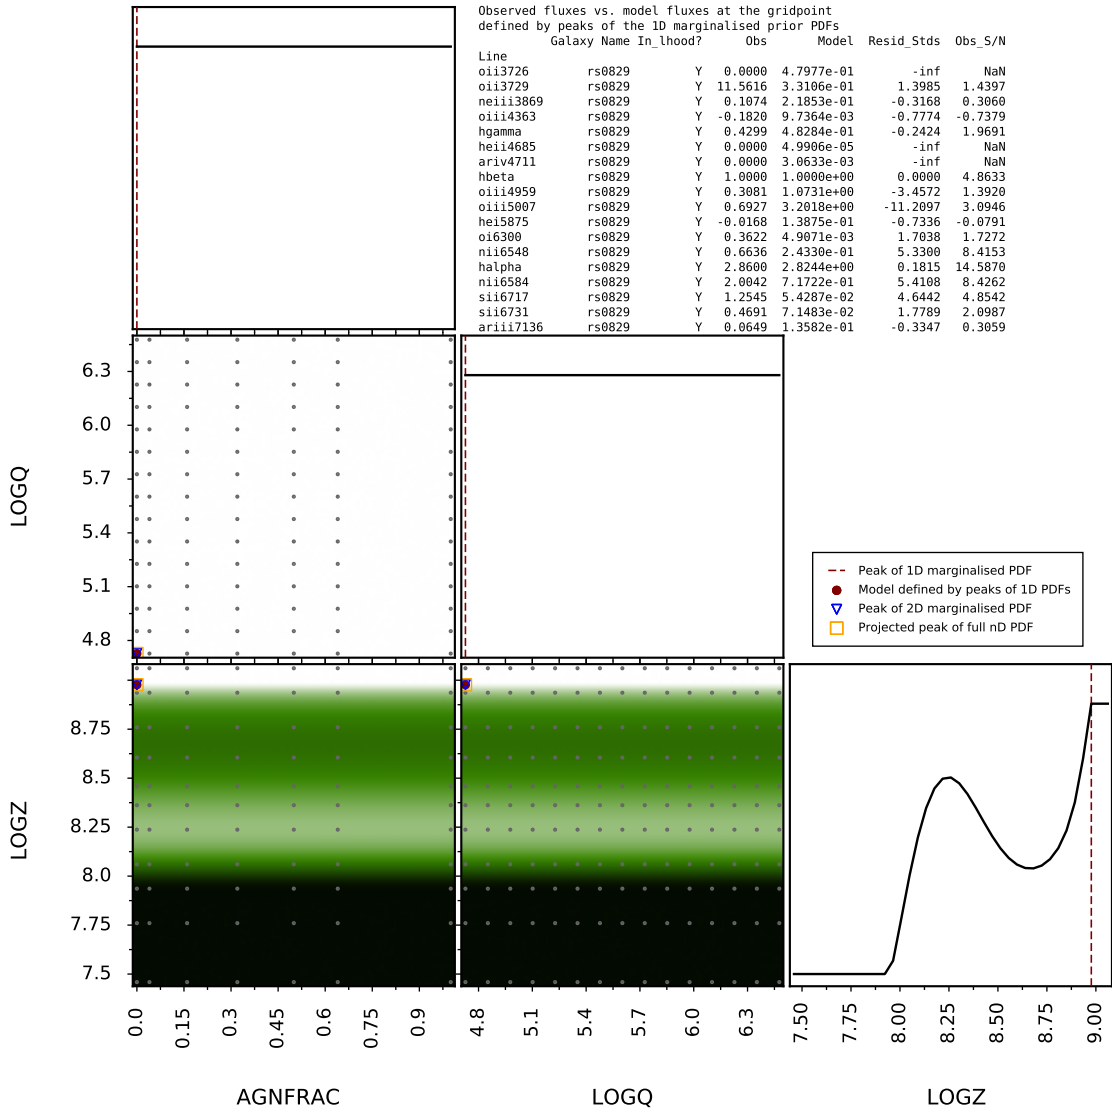 Observed fluxes vs. model fluxes at the gridpoint
defined by peaks of the 1D marginalised prior PDFs
Galaxy Name In_lhood? Obs Model Resid_Stds Obs_S/N
Line
oii3726 rs0829 Y 0.0000 4.7977e-01 -inf NaN
oii3729 rs0829 Y 11.5616 3.3106e-01 1.3985 1.4397
neiii3869 rs0829 Y 0.1074 2.1853e-01 -0.3168 0.3060
oiii4363 rs0829 Y -0.1820 9.7364e-03 -0.7774 -0.7379
hgamma rs0829 Y 0.4299 4.8284e-01 -0.2424 1.9691
heii4685 rs0829 Y 0.0000 4.9906e-05 -inf NaN
ariv4711 rs0829 Y 0.0000 3.0633e-03 -inf NaN
hbeta rs0829 Y 1.0000 1.0000e+00 0.0000 4.8633
oiii4959 rs0829 Y 0.3081 1.0731e+00 -3.4572 1.3920
oiii5007 rs0829 Y 0.6927 3.2018e+00 -11.2097 3.0946
hei5875 rs0829 Y -0.0168 1.3875e-01 -0.7336 -0.0791
oi6300 rs0829 Y 0.3622 4.9071e-03 1.7038 1.7272
nii6548 rs0829 Y 0.6636 2.4330e-01 5.3300 8.4153
halpha rs0829 Y 2.8600 2.8244e+00 0.1815 14.5870
nii6584 rs0829 Y 2.0042 7.1722e-01 5.4108 8.4262
sii6717 rs0829 Y 1.2545 5.4287e-02 4.6442 4.8542
sii6731 rs0829 Y 0.4691 7.1483e-02 1.7789 2.0987
ariii7136 rs0829 Y 0.0649 1.3582e-01 -0.3347 0.3059
LOGQ
6.3
6.0
5.7
5.4
5.1
4.8
Peak of 1D marginalised PDF
Model defined by peaks of 1D PDFs
Peak of 2D marginalised PDF
Projected peak of full nD PDF
LOGZ
8.75
8.5
8.25
8.0
7.75
7.5
0.0 0.15 0.3 0.45 0.6 0.75 0.9
4.8 5.1 5.4 5.7 6.0 6.3
7.50 7.75 8.00 8.25 8.50 8.75 9.00
AGNFRAC LOGQ LOGZ